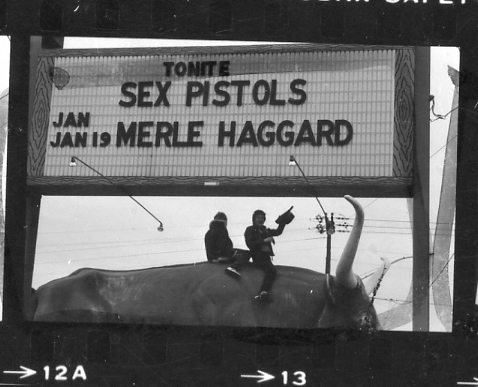 TONITE
SEX PISTOLS
JAN
JAN 19 MERLE HAGGARD
12A
13